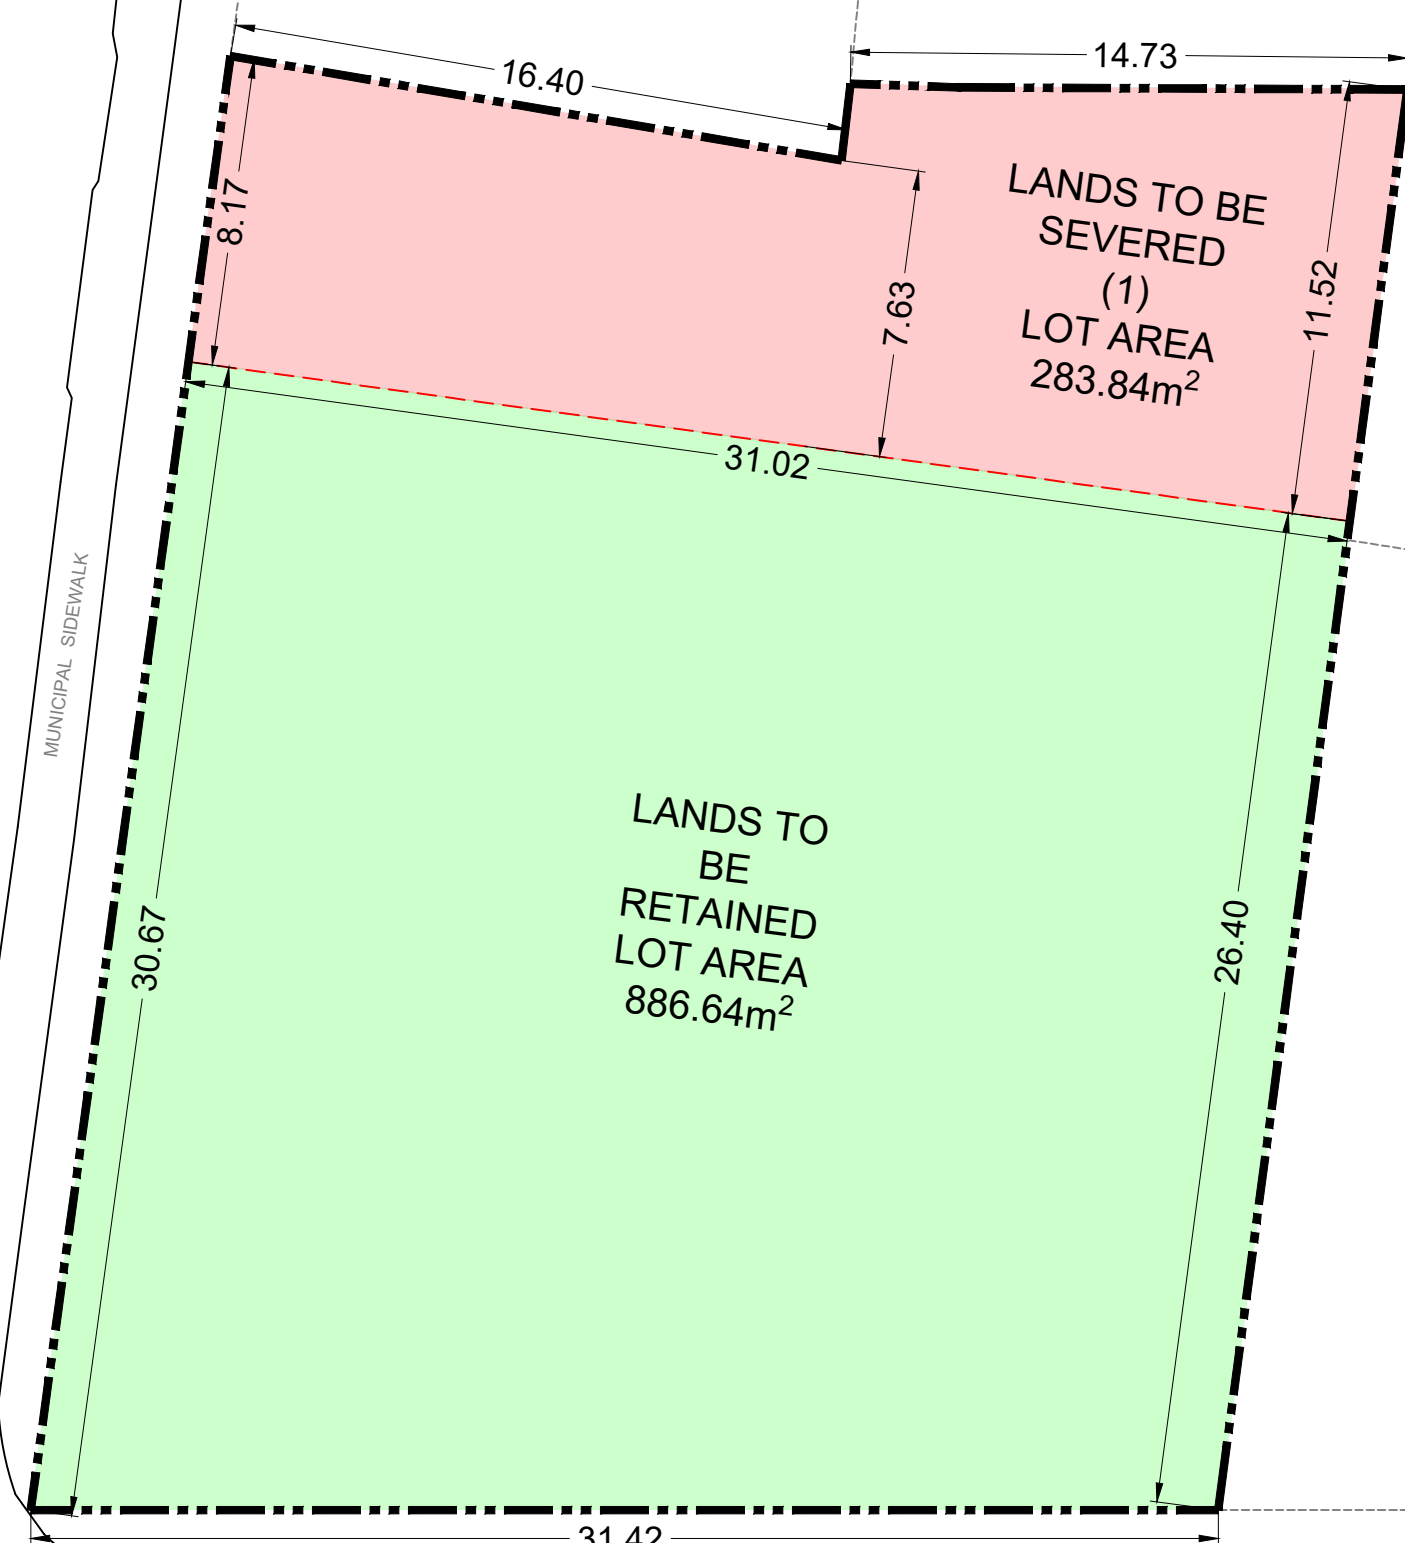 16.40
14.73
8.17
7.63
11.52
LANDS TO BE
SEVERED
(1)
LOT AREA
283.84m²
31.02
MUNICIPAL SIDEWALK
30.67
26.40
LANDS TO
BE
RETAINED
LOT AREA
886.64m²
31.42